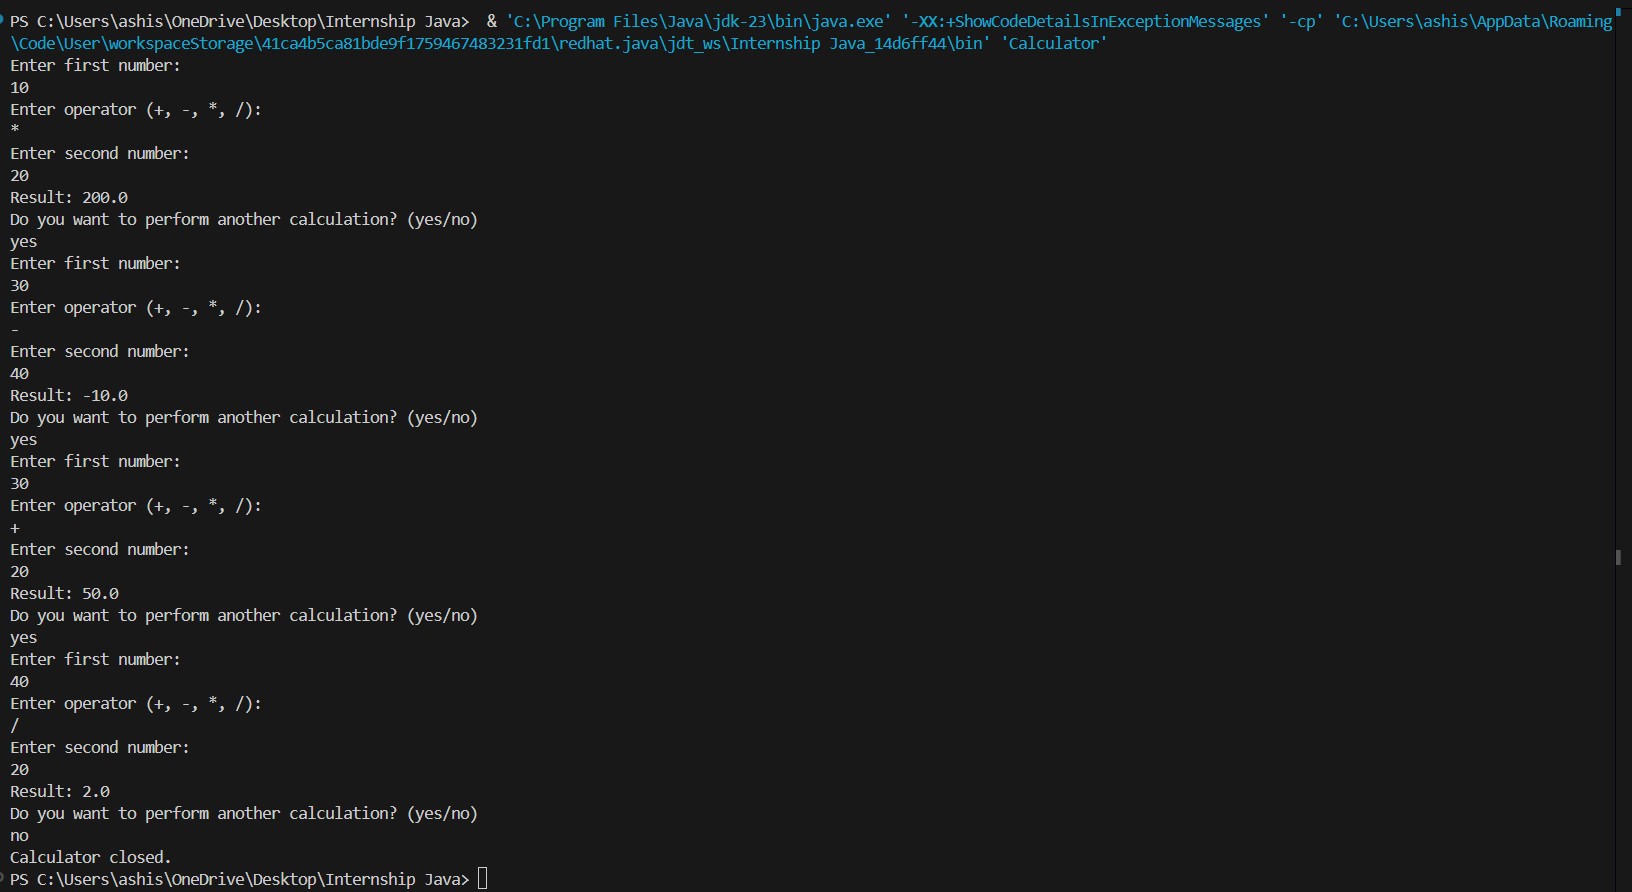 PS C:\Users\ashis\OneDrive\Desktop\Internship Java>  & 'C:\Program Files\Java\jdk-23\bin\java.exe' '-XX:+ShowCodeDetailsInExceptionMessages' '-cp' 'C:\Users\ashis\AppData\Roaming
\Code\User\workspaceStorage\41ca4b5ca81bde9f1759467483231fd1\redhat.java\jdt_ws\Internship Java_14d6ff44\bin' 'Calculator'
Enter first number:
10
Enter operator (+, -, *, /):
*
Enter second number:
20
Result: 200.0
Do you want to perform another calculation? (yes/no)
yes
Enter first number:
30
Enter operator (+, -, *, /):
-
Enter second number:
40
Result: -10.0
Do you want to perform another calculation? (yes/no)
yes
Enter first number:
30
Enter operator (+, -, *, /):
+
Enter second number:
20
Result: 50.0
Do you want to perform another calculation? (yes/no)
yes
Enter first number:
40
Enter operator (+, -, *, /):
/
Enter second number:
20
Result: 2.0
Do you want to perform another calculation? (yes/no)
no
Calculator closed.
PS C:\Users\ashis\OneDrive\Desktop\Internship Java>